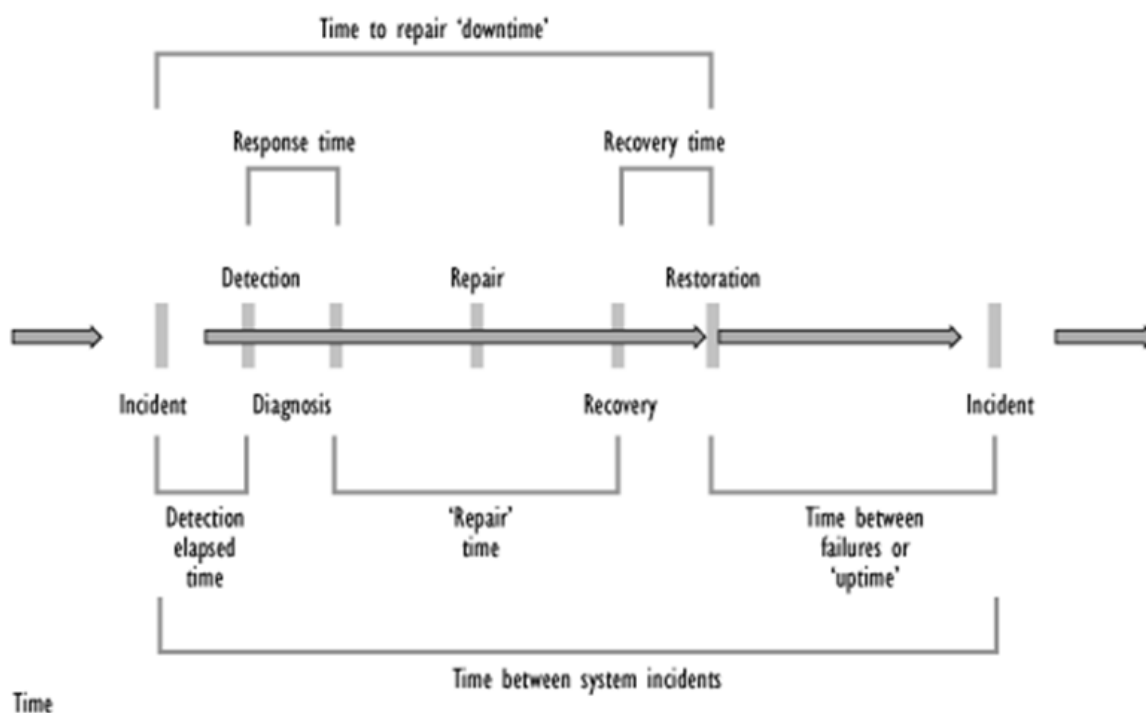 Time to repair ‘downtime’
Response time
Recovery time
Detection
Repair
Restoration
Incident
Diagnosis
Recovery
Incident
Detection
elapsed
time
‘Repair’
time
Time between
failures or
‘uptime’
Time between system incidents
Time